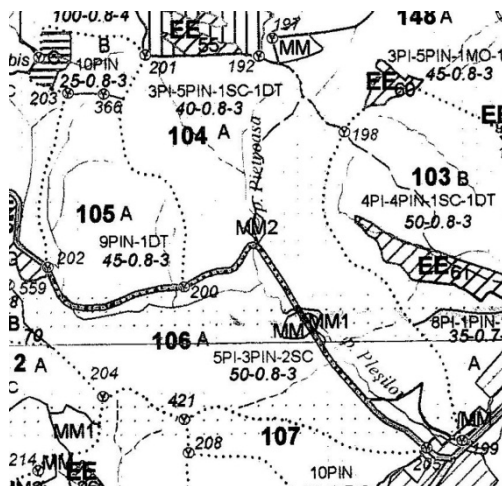 100-0.8-4
B
EE
55
197
MM
148 A
10PIN
25-0.8-3
201
192
3PI-5PIN-1MO-1
45-0.8-3
203
366
3PI-5PIN-1SC-1DT
40-0.8-3
EE
60
EE
104 A
198
103 B
4PI-4PIN-1SC-1DT
50-0.8-3
105 A
9PIN-1DT
45-0.8-3
MM2
202
EE
61
559
200
MM
MM1
8PI-1PIN-
35-0.7-
B
70
106 A
5PI-3PIN-2SC
50-0.8-3
p. Pleşilor
2 A
A
C
204
421
MM1
107
MM
199
208
205
214
MM
EE
10PIN